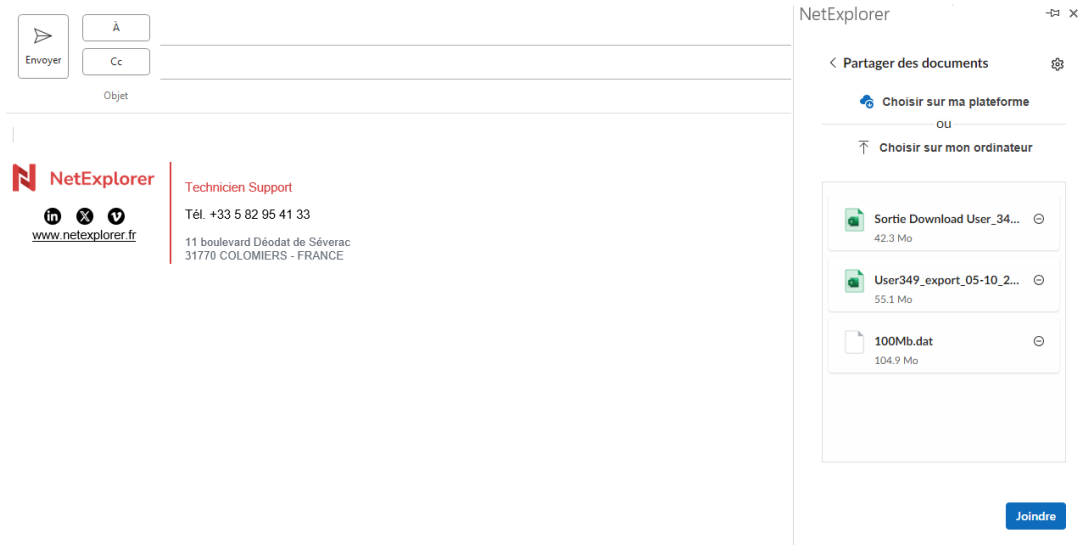 Envoyer
À
Cc
Objet
NetExplorer
in X v
www.netexplorer.fr
Technicien Support
Tél. +33 5 82 95 41 33
11 boulevard Déodat de Séverac
31770 COLOMIERS - FRANCE
NetExplorer
Partager des documents
Choisir sur ma plateforme
ou
Choisir sur mon ordinateur
Sortie Download User_34...
42.3 Mo
User349_export_05-10_2...
55.1 Mo
100Mb.dat
104.9 Mo
Joindre